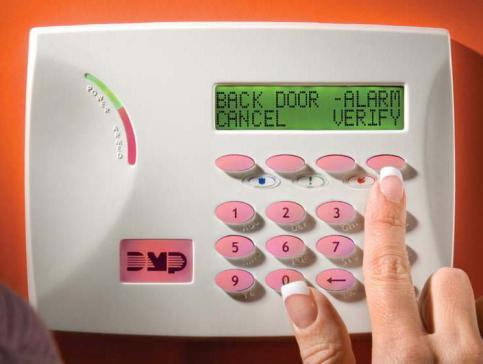 BACK DOOR -ALARM
CANCEL VERIFY
POWER ARMED
1 2 3
5 6 7
DMP
9 0 ←